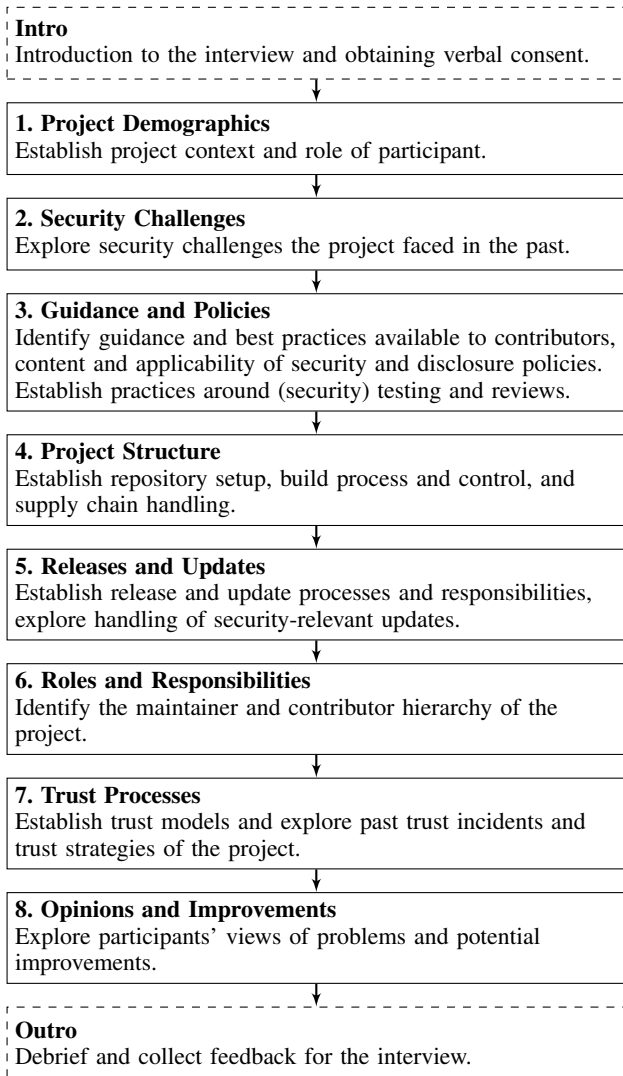 Intro
Introduction to the interview and obtaining verbal consent.
1. Project Demographics
Establish project context and role of participant.
2. Security Challenges
Explore security challenges the project faced in the past.
3. Guidance and Policies
Identify guidance and best practices available to contributors,
content and applicability of security and disclosure policies.
Establish practices around (security) testing and reviews.
4. Project Structure
Establish repository setup, build process and control, and
supply chain handling.
5. Releases and Updates
Establish release and update processes and responsibilities,
explore handling of security-relevant updates.
6. Roles and Responsibilities
Identify the maintainer and contributor hierarchy of the
project.
7. Trust Processes
Establish trust models and explore past trust incidents and
trust strategies of the project.
8. Opinions and Improvements
Explore participants’ views of problems and potential
improvements.
Outro
Debrief and collect feedback for the interview.